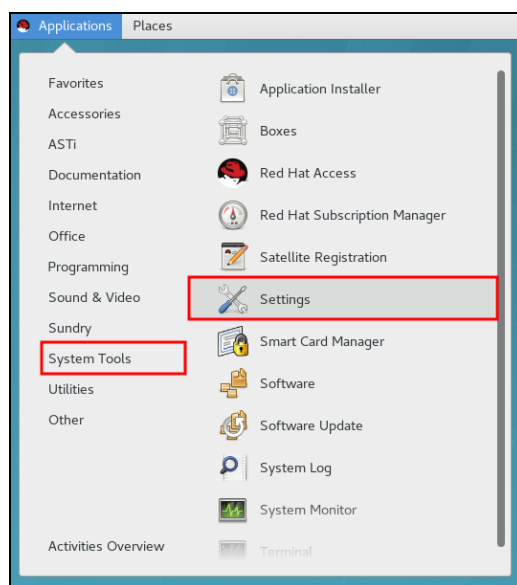 Applications Places
Favorites
Accessories
ASTi
Documentation
Internet
Office
Programming
Sound & Video
Sundry
System Tools
Utilities
Other
Activities Overview
Application Installer
Boxes
Red Hat Access
Red Hat Subscription Manager
Satellite Registration
Settings
Smart Card Manager
Software
Software Update
System Log
System Monitor
Terminal